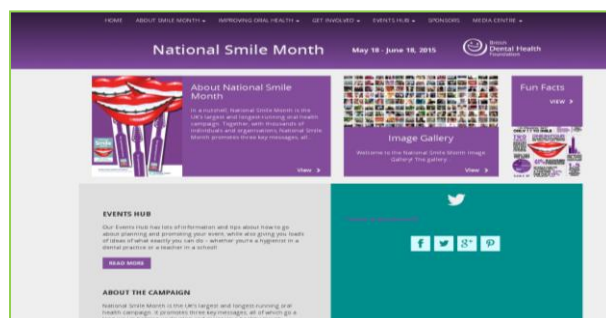 HOME ABOUT SMILE MONTH IMPROVING ORAL HEALTH GET INVOLVED EVENTS HUB SPONSORS MEDIA CENTRE
National Smile Month May 18 - June 18, 2015 British
Dental Health
Foundation
About National Smile
Month
In a nutshell, National Smile Month is the
UK's largest and longest-running oral health
campaign. Together, with thousands of
individuals and organisations, National Smile
Month promotes three key messages, all.
View >
Image Gallery
Welcome to the National Smile Month Image
Gallery! The gallery.
View >
Fun Facts
VIEW >
EVENTS HUB
Our Events Hub has lots of information and tips about how to go
about planning and promoting your event, while also giving you loads
of ideas of what exactly you can do – whether you're a hygienist in a
dental practice or a teacher in a school!
READ MORE
ABOUT THE CAMPAIGN
National Smile Month is the UK's largest and longest-running oral
health campaign. It promotes three key messages, all of which go a